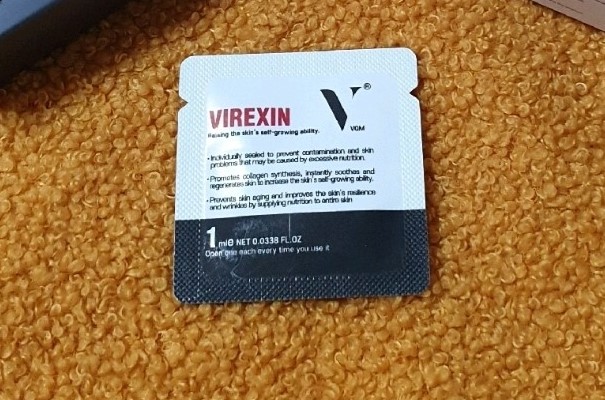 V®
VGM
VIREXIN
the skin's self-growing ability.
• Individually sealed to prevent contamination and skin
problems that may be caused by excessive nutrition.
• Promotes collagen synthesis, instantly soothes and
regenerates skin to increase the skin's self-growing ability.
• Prevents skin aging and improves the skin's resilience
and wrinkles by supplying nutrition to antire skin
1 ml℮ NET 0.0338 FL.OZ
Open one each every time you use it